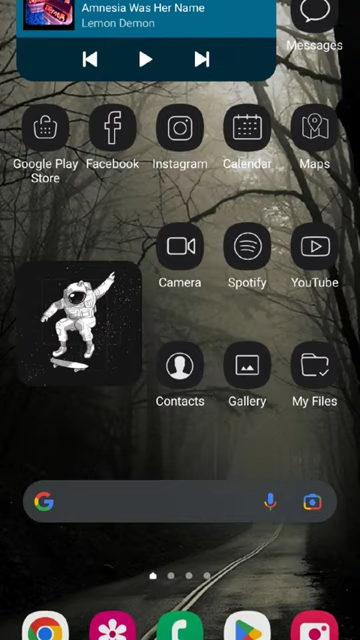 Amnesia Was Her Name
Lemon Demon
Messages
Google Play Store
Facebook
Instagram
Calendar
Maps
Camera
Spotify
YouTube
Contacts
Gallery
My Files